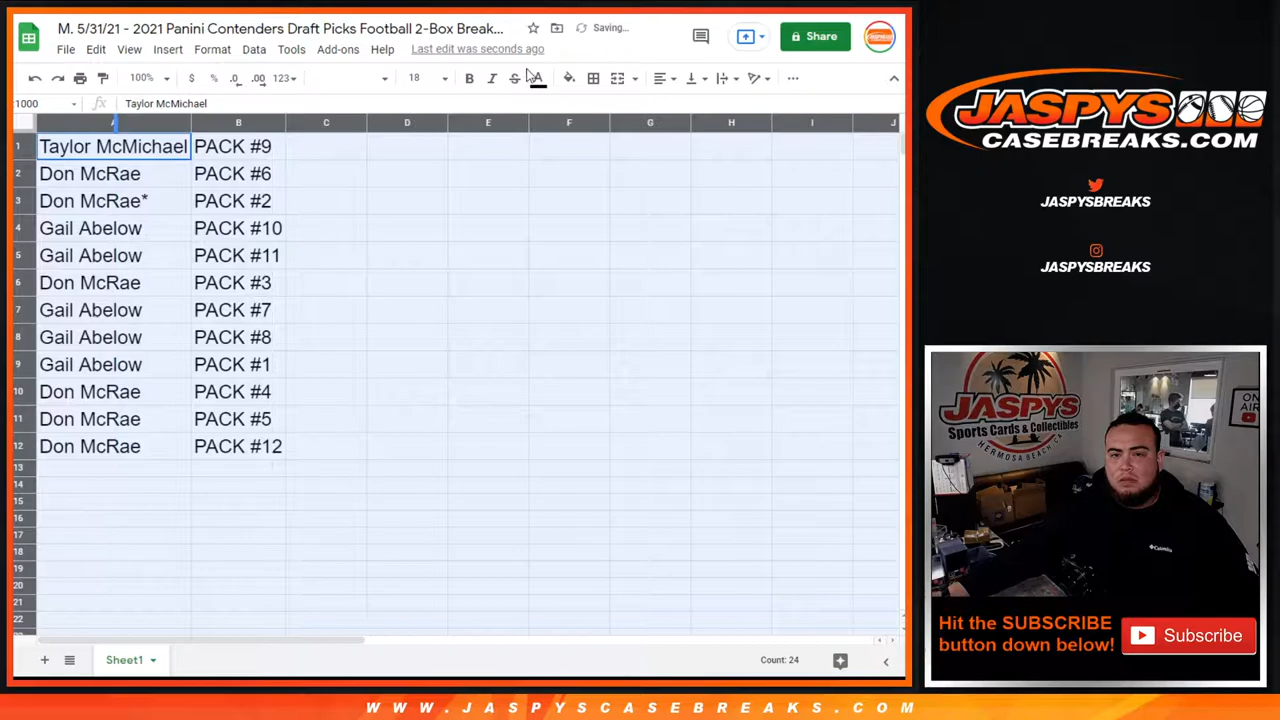 M. 5/31/21 - 2021 Panini Contenders Draft Picks Football 2-Box Break...
Saving...
File Edit View Insert Format Data Tools Add-ons Help Last edit was seconds ago
Share
100% $ % .0 .00 123 18 B I S A
1000 fx Taylor McMichael
A B C D E F G H I J
1 Taylor McMichael PACK #9
2 Don McRae PACK #6
3 Don McRae* PACK #2
4 Gail Abelow PACK #10
5 Gail Abelow PACK #11
6 Don McRae PACK #3
7 Gail Abelow PACK #7
8 Gail Abelow PACK #8
9 Gail Abelow PACK #1
10 Don McRae PACK #4
11 Don McRae PACK #5
12 Don McRae PACK #12
13
14
15
16
17
18
19
20
21
22
Sheet1
Count: 24
JASPYS
CASEBREAKS.COM
JASPYSBREAKS
JASPYSBREAKS
JASPYS
Sports Cards & Collectibles
HERMOSA BEACH CA
ON
AIR
Columbia
Hit the SUBSCRIBE
button down below!
Subscribe
WWW.JASPYSCASEBREAKS.COM